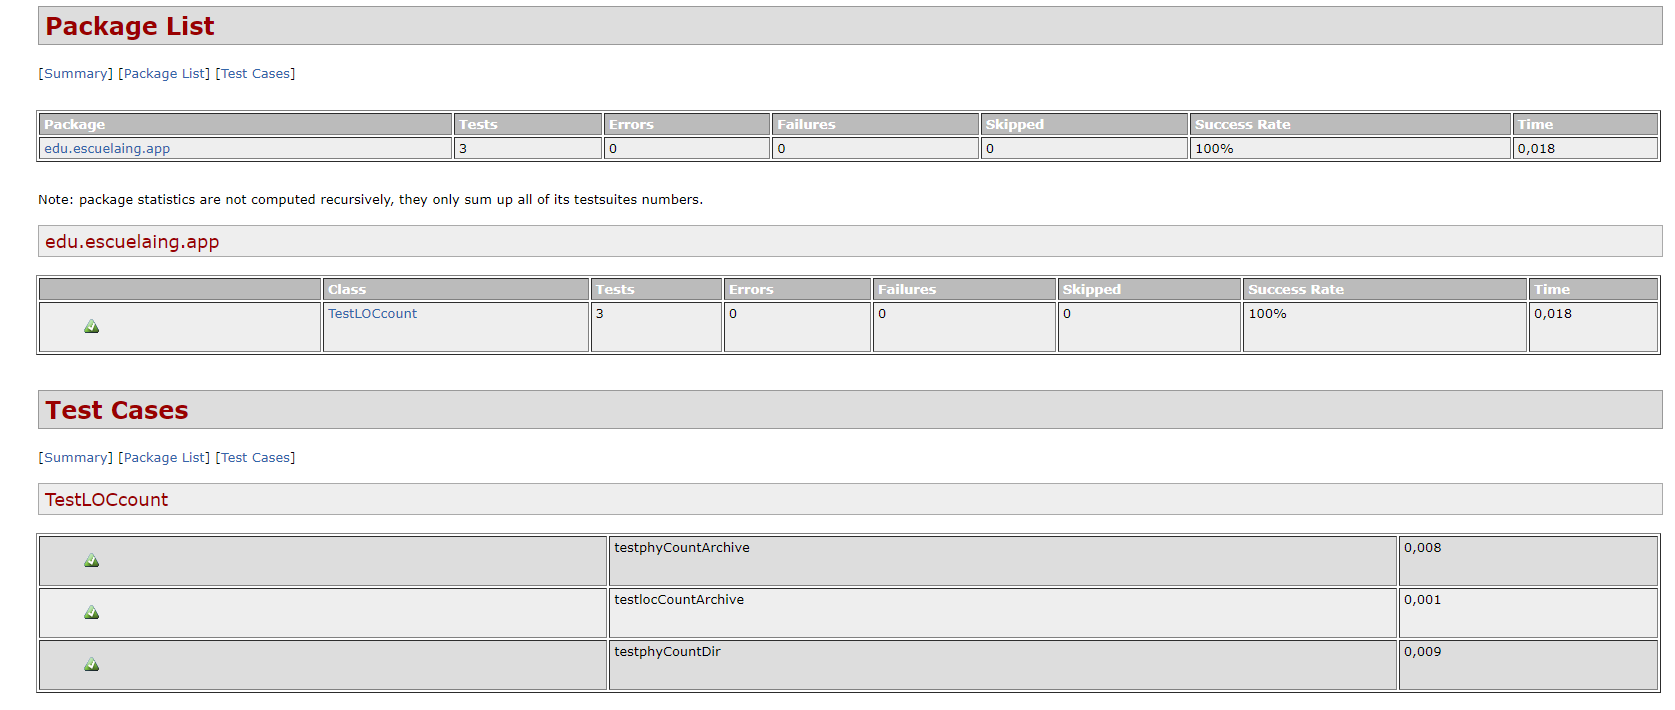 Package List
[Summary] [Package List] [Test Cases]
Package Tests Errors Failures Skipped Success Rate Time
edu.escuelaing.app 3 0 0 0 100% 0,018
Note: package statistics are not computed recursively, they only sum up all of its testsuites numbers.
edu.escuelaing.app
Class Tests Errors Failures Skipped Success Rate Time
TestLOCcount 3 0 0 0 100% 0,018
Test Cases
[Summary] [Package List] [Test Cases]
TestLOCcount
testphyCountArchive 0,008
testlocCountArchive 0,001
testphyCountDir 0,009